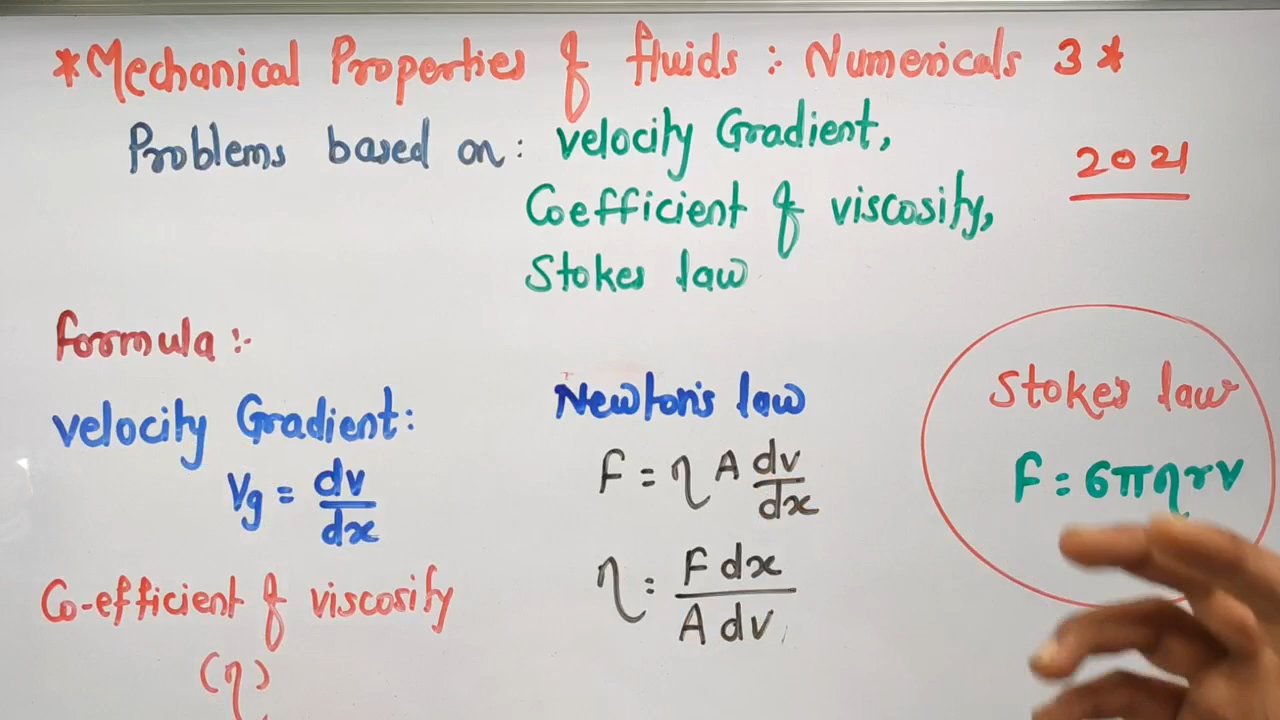 *Mechanical Properties of fluids : Numericals 3*
Problems based on: velocity Gradient,
2021
Coefficient of viscosity,
Stokes law
formula :-
velocity Gradient:
Vg = dv/dx
Co-efficient of viscosity
(η)
Newton's law
F = η A dv/dx
η = F dx / A dv
Stoke's law
F = 6πηrv